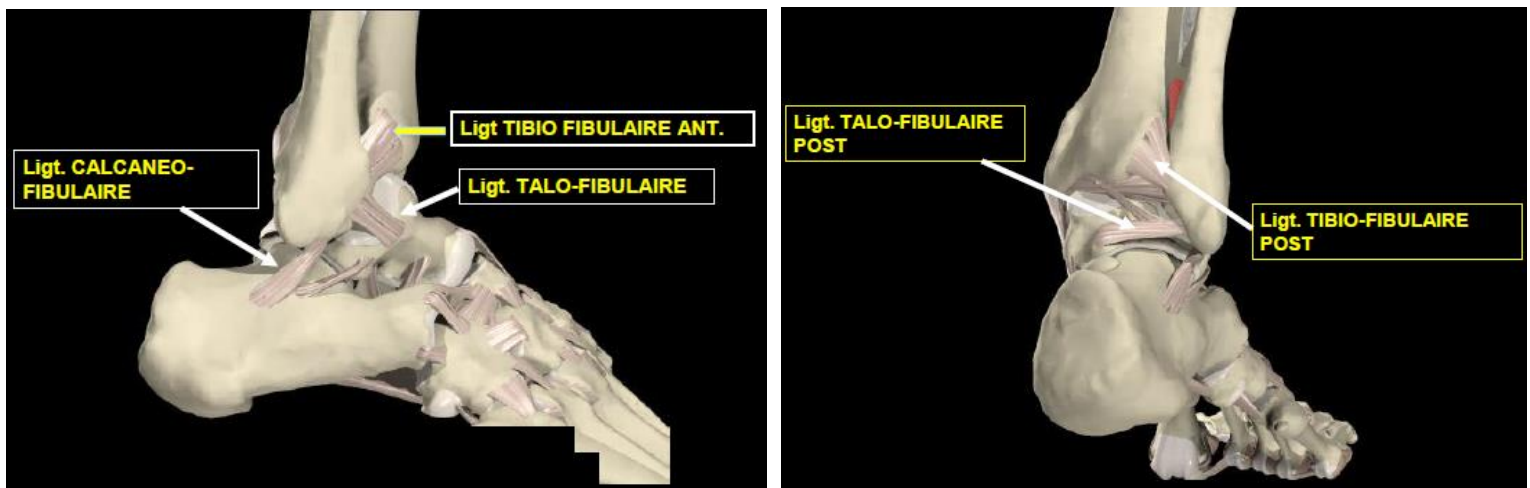 Ligt TIBIO FIBULAIRE ANT.
Ligt. CALCANEO-
FIBULAIRE
Ligt. TALO-FIBULAIRE
Ligt. TALO-FIBULAIRE
POST
Ligt. TIBIO-FIBULAIRE
POST